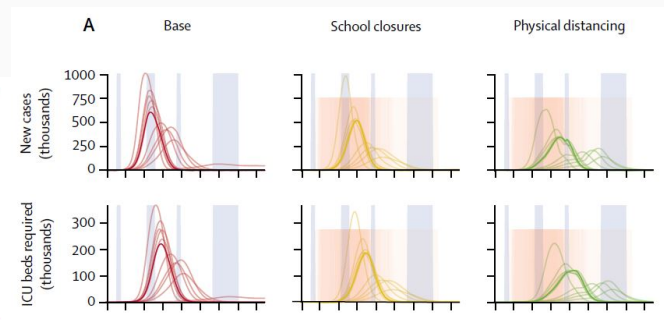 A
Base
School closures
Physical distancing
New cases
(thousands)
1000
750
500
250
0
ICU beds required
(thousands)
300
200
100
0